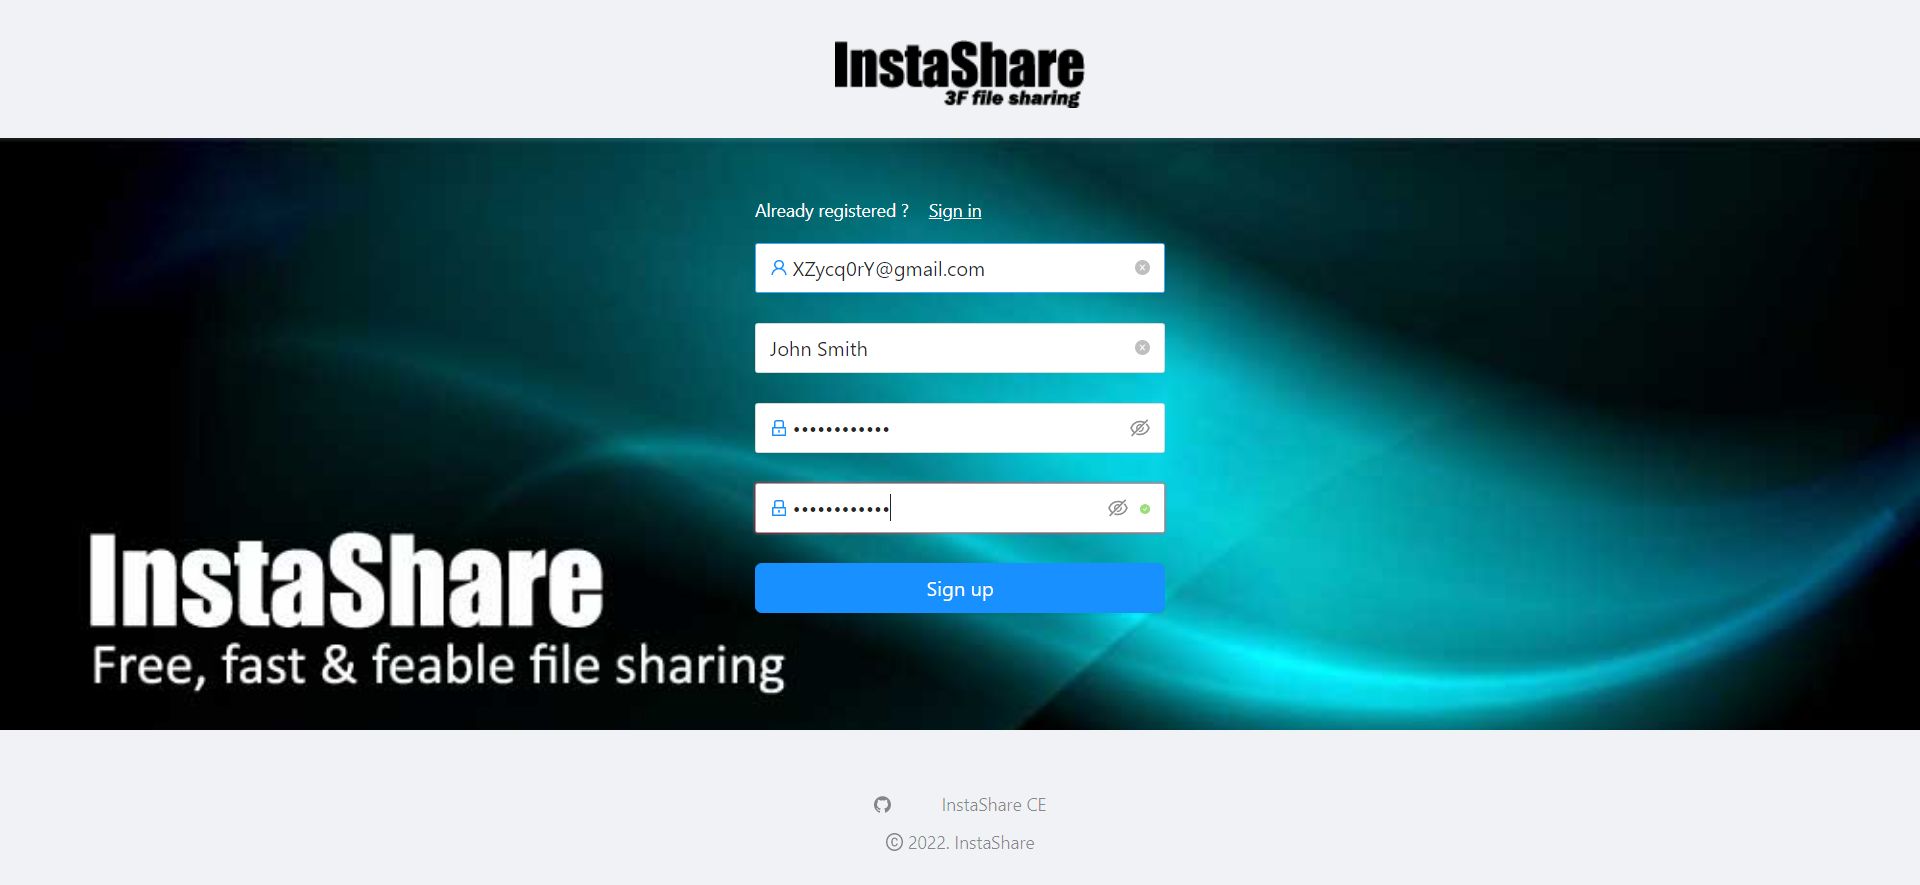 InstaShare
3F file sharing
Already registered ? Sign in
XZycq0rY@gmail.com
John Smith
••••••••••••
••••••••••••
Sign up
InstaShare
Free, fast & feable file sharing
InstaShare CE
© 2022. InstaShare